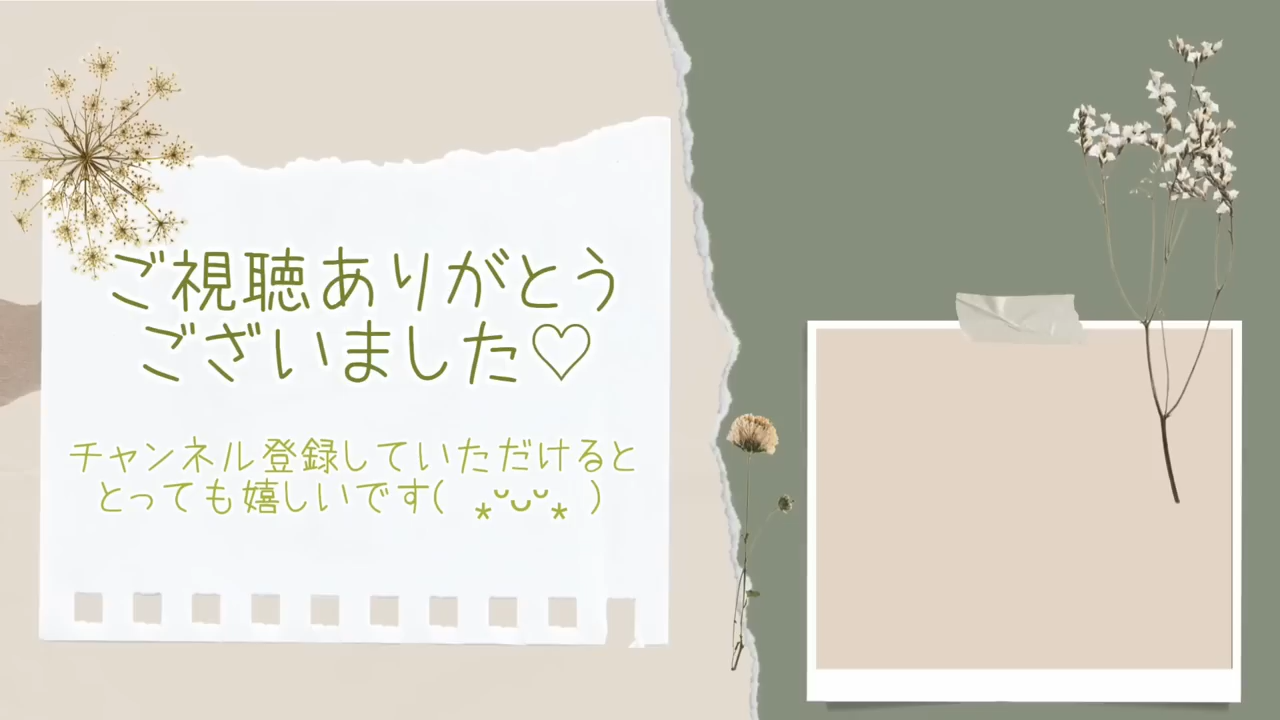 ご視聴ありがとう
ございました♡
チャンネル登録していただけると
とっても嬉しいです( ⁎ᵕᴗᵕ⁎ )